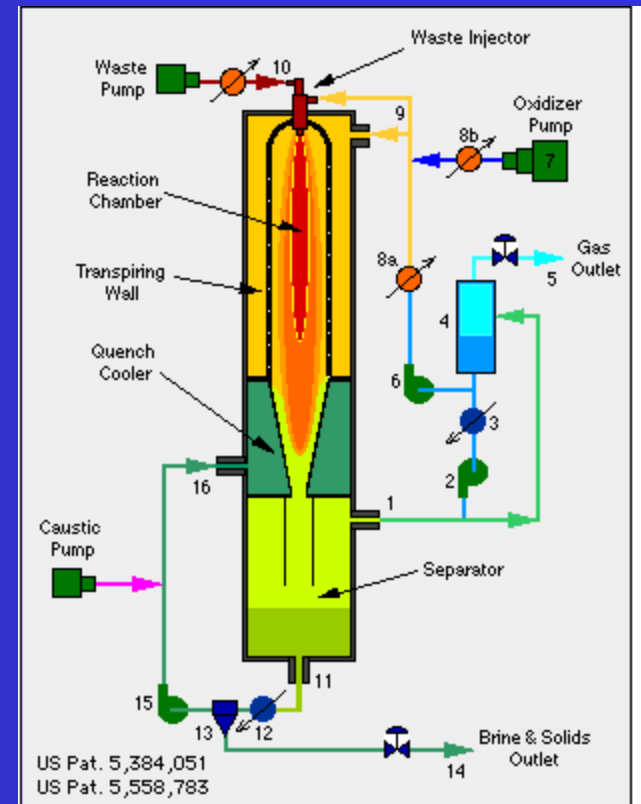 Waste Injector
Waste
Pump
10
9
Oxidizer
Pump
8b
7
Reaction
Chamber
8a
Gas
Outlet
5
Transpiring
Wall
4
Quench
Cooler
6
3
2
16
1
Caustic
Pump
Separator
11
15
13
12
14
Brine & Solids
Outlet
US Pat. 5,384,051
US Pat. 5,558,783